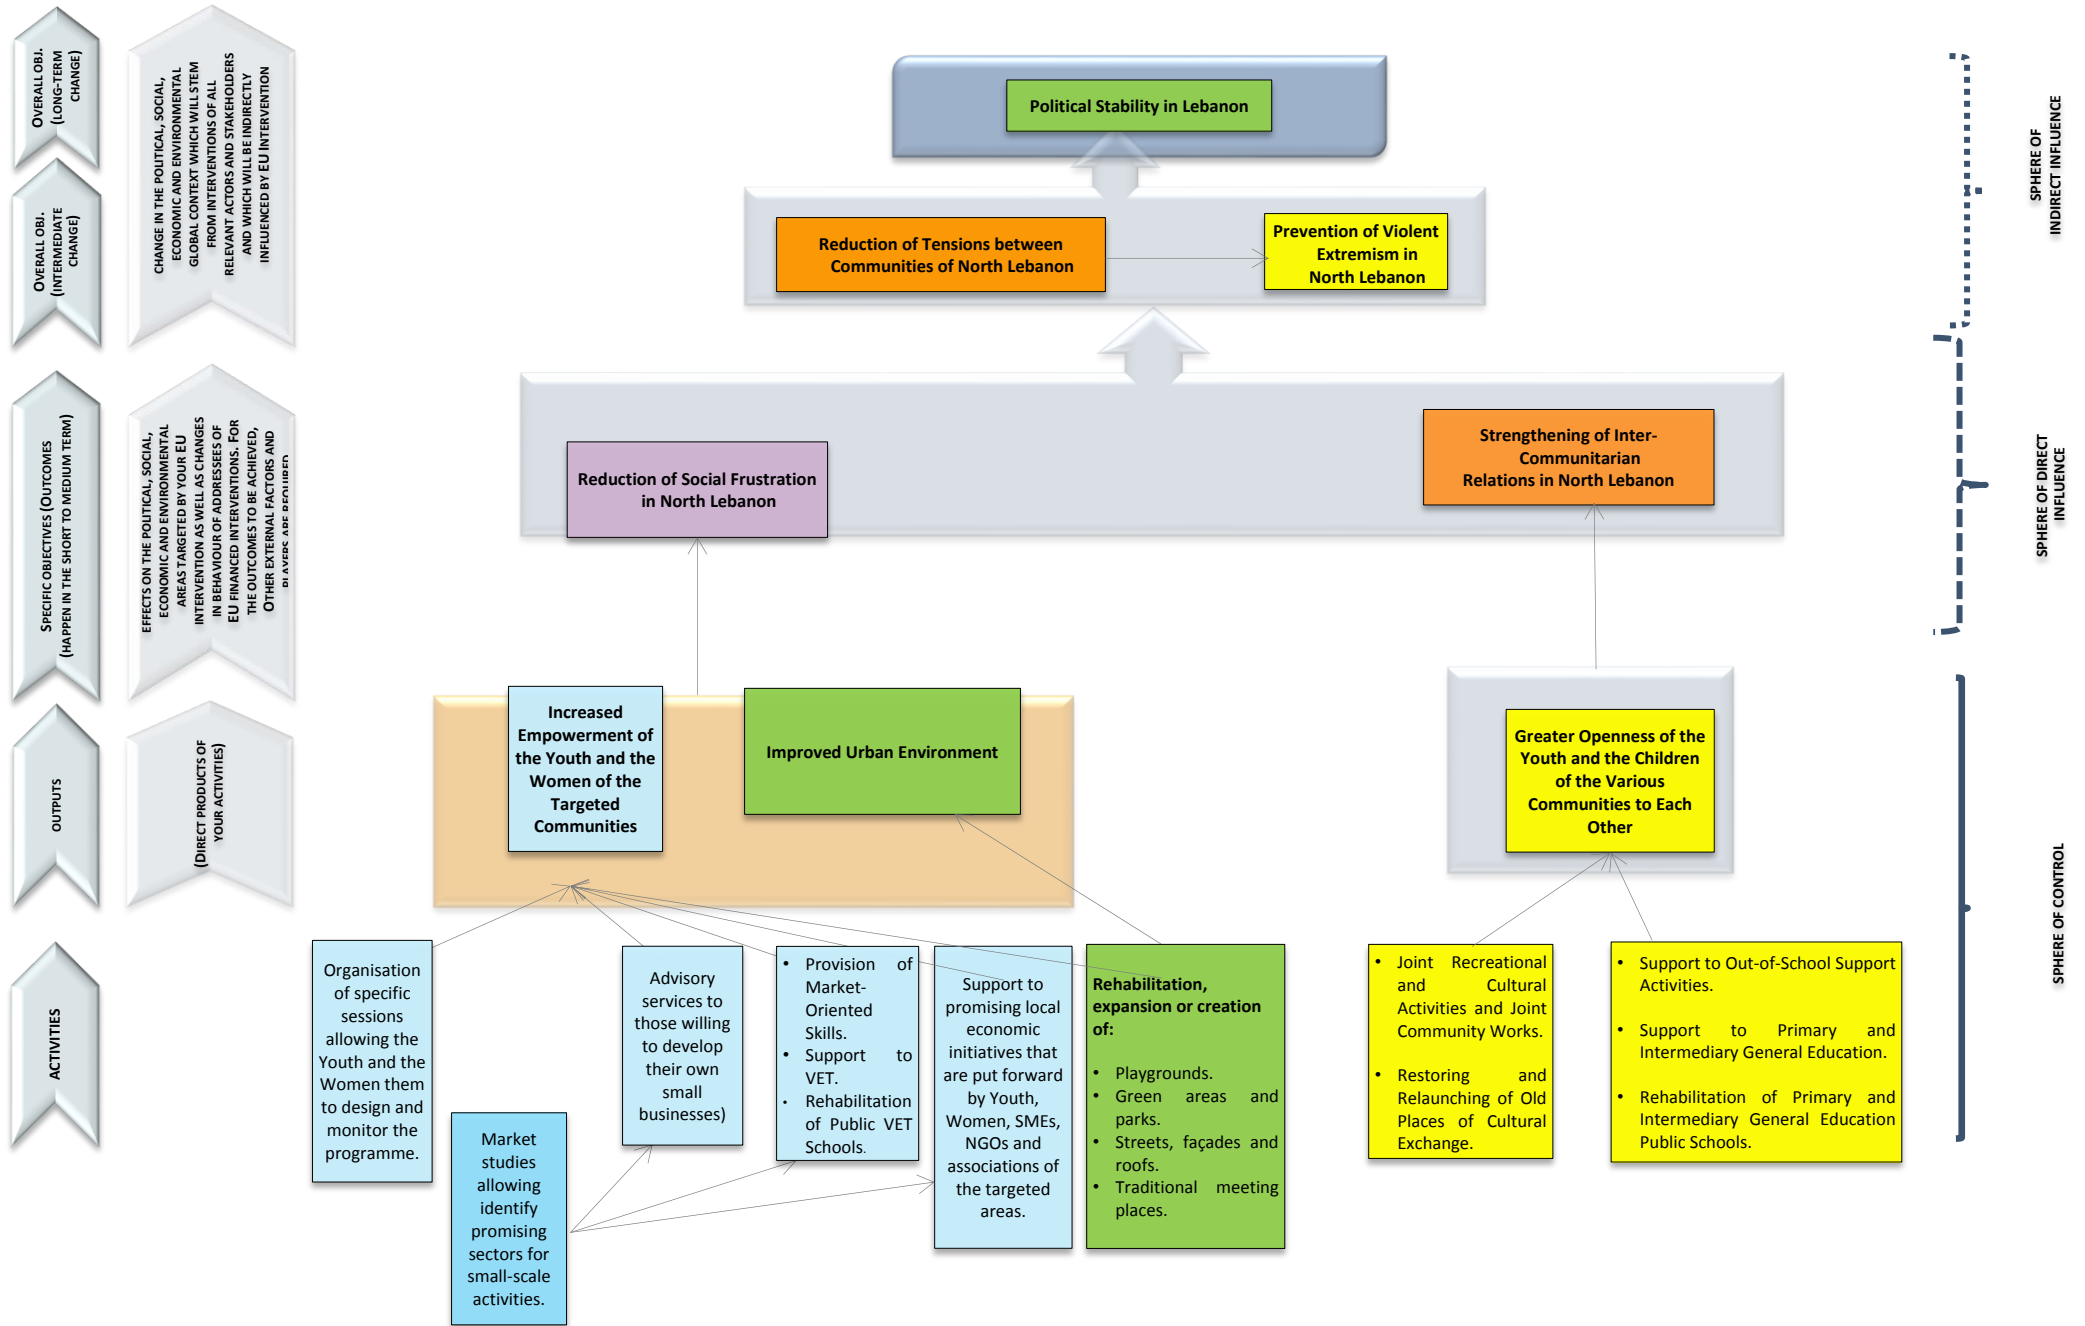 OVERALL OBJ.
(LONG-TERM
CHANGE)
OVERALL OBJ.
(INTERMEDIATE
CHANGE)
CHANGE IN THE POLITICAL, SOCIAL,
ECONOMIC AND ENVIRONMENTAL
GLOBAL CONTEXT WHICH WILL STEM
FROM INTERVENTIONS OF ALL
RELEVANT ACTORS AND STAKEHOLDERS
AND WHICH WILL BE INDIRECTLY
INFLUENCED BY EU INTERVENTION
SPECIFIC OBJECTIVES (OUTCOMES
(HAPPEN IN THE SHORT TO MEDIUM TERM)
EFFECTS ON THE POLITICAL, SOCIAL,
ECONOMIC AND ENVIRONMENTAL
AREAS TARGETED BY YOUR EU
INTERVENTION AS WELL AS CHANGES
IN BEHAVIOUR OF ADDRESSEES OF
EU FINANCED INTERVENTIONS. FOR
THE OUTCOMES TO BE ACHIEVED,
OTHER EXTERNAL FACTORS AND
PLAYERS ARE REQUIRED
OUTPUTS
(DIRECT PRODUCTS OF
YOUR ACTIVITIES)
ACTIVITIES
Political Stability in Lebanon
Reduction of Tensions between
Communities of North Lebanon
Prevention of Violent
Extremism in
North Lebanon
Reduction of Social Frustration
in North Lebanon
Strengthening of Inter-
Communitarian
Relations in North Lebanon
Increased
Empowerment of
the Youth and the
Women of the
Targeted
Communities
Improved Urban Environment
Greater Openness of the
Youth and the Children
of the Various
Communities to Each
Other
Organisation
of specific
sessions
allowing the
Youth and the
Women them
to design and
monitor the
programme.
Market
studies
allowing
identify
promising
sectors for
small-scale
activities.
Advisory
services to
those willing
to develop
their own
small
businesses)
• Provision of
Market-
Oriented
Skills.
• Support to
VET.
• Rehabilitation
of Public VET
Schools.
Support to
promising local
economic
initiatives that
are put forward
by Youth,
Women, SMEs,
NGOs and
associations of
the targeted
areas.
Rehabilitation,
expansion or creation
of:
• Playgrounds.
• Green areas and
parks.
• Streets, façades and
roofs.
• Traditional meeting
places.
• Joint Recreational
and Cultural
Activities and Joint
Community Works.
• Restoring and
Relaunching of Old
Places of Cultural
Exchange.
• Support to Out-of-School Support
Activities.
• Support to Primary and
Intermediary General Education.
• Rehabilitation of Primary and
Intermediary General Education
Public Schools.
SPHERE OF
INDIRECT INFLUENCE
SPHERE OF DIRECT
INFLUENCE
SPHERE OF CONTROL